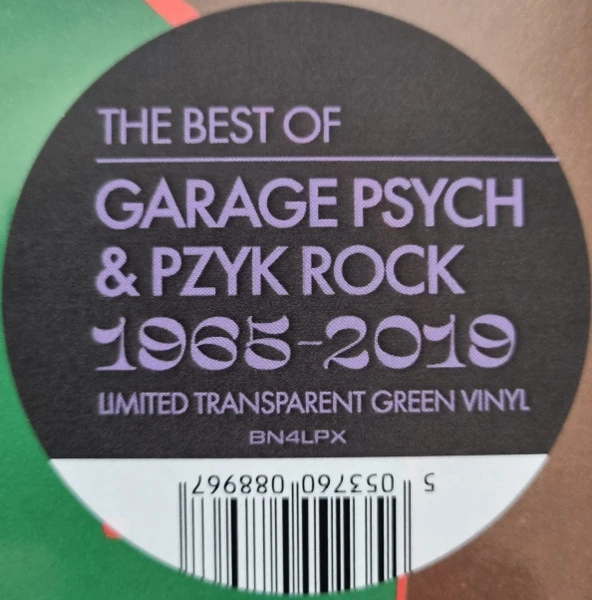 THE BEST OF
GARAGE PSYCH
& PZYK ROCK
1965-2019
LIMITED TRANSPARENT GREEN VINYL
BN4LPX
5 053760 088967